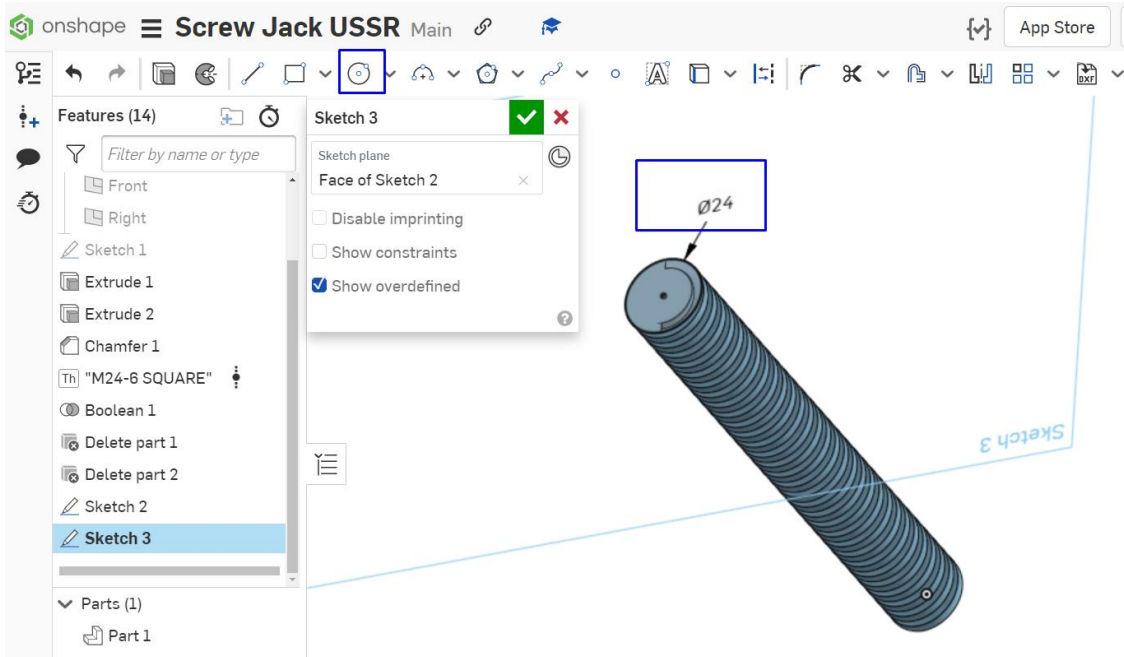 onshape Screw Jack USSR Main App Store
DXF
Features (14)
Filter by name or type
Front
Right
Sketch 1
Extrude 1
Extrude 2
Chamfer 1
Th "M24-6 SQUARE"
Boolean 1
Delete part 1
Delete part 2
Sketch 2
Sketch 3
Parts (1)
Part 1
Sketch 3
Sketch plane
Face of Sketch 2
Disable imprinting
Show constraints
Show overdefined
Ø24
Sketch 3